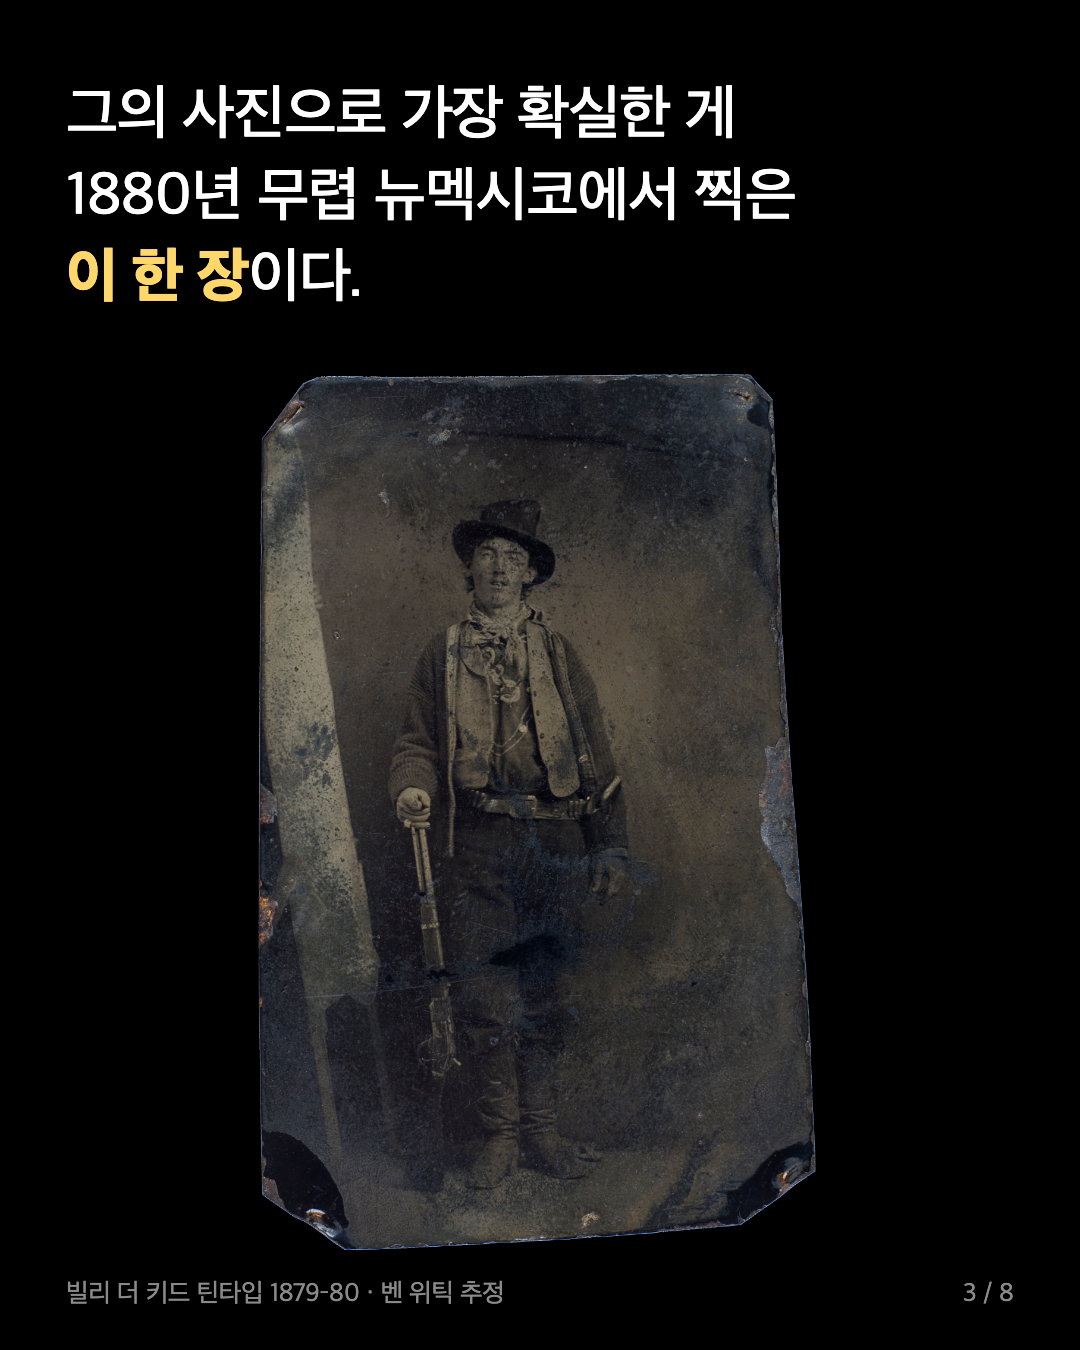 그의 사진으로 가장 확실한 게
1880년 무렵 뉴멕시코에서 찍은
이 한 장이다.
빌리 더 키드 틴타입 1879-80 · 벤 위틱 추정
3 / 8